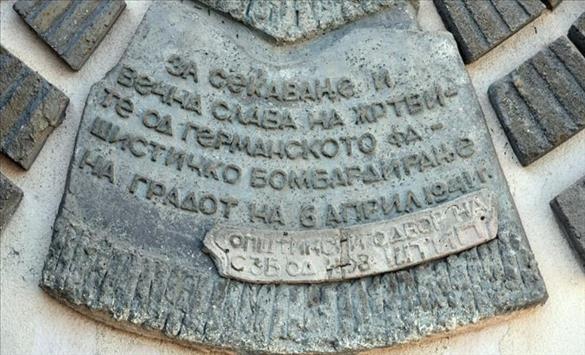 ЗА СЕЌАВАЊЕ И
ВЕЧНА СЛАВА НА ЖРТВИ-
ТЕ ОД ГЕРМАНСКОТО ФА-
ШИСТИЧКО БОМБАРДИРАЊЕ
НА ГРАДОТ НА 6 АПРИЛ 1941 Г.
ОПШТИНСКИ ОДБОР НА
СЗБ ОД НОВ ШТИП